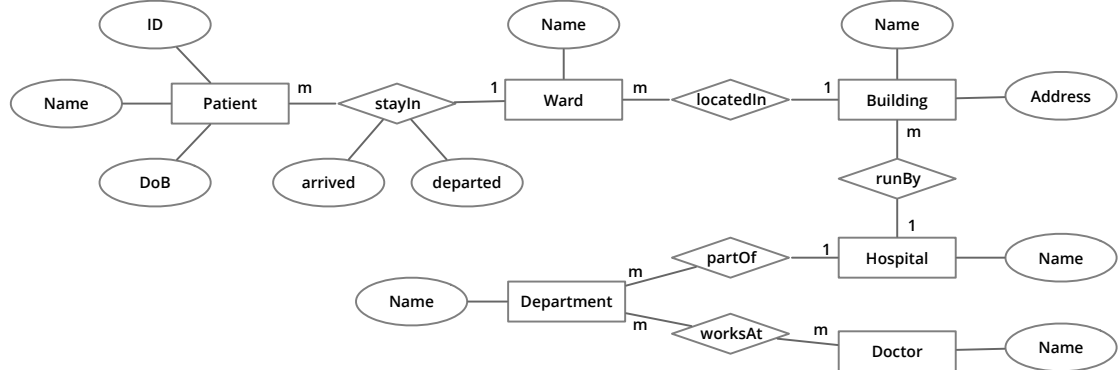 ID
Name
Name
Name
Patient
m
stayIn
1
Ward
m
locatedIn
1
Building
Address
m
DoB
arrived
departed
runBy
1
partOf
1
Hospital
Name
m
Name
Department
m
worksAt
m
Doctor
Name